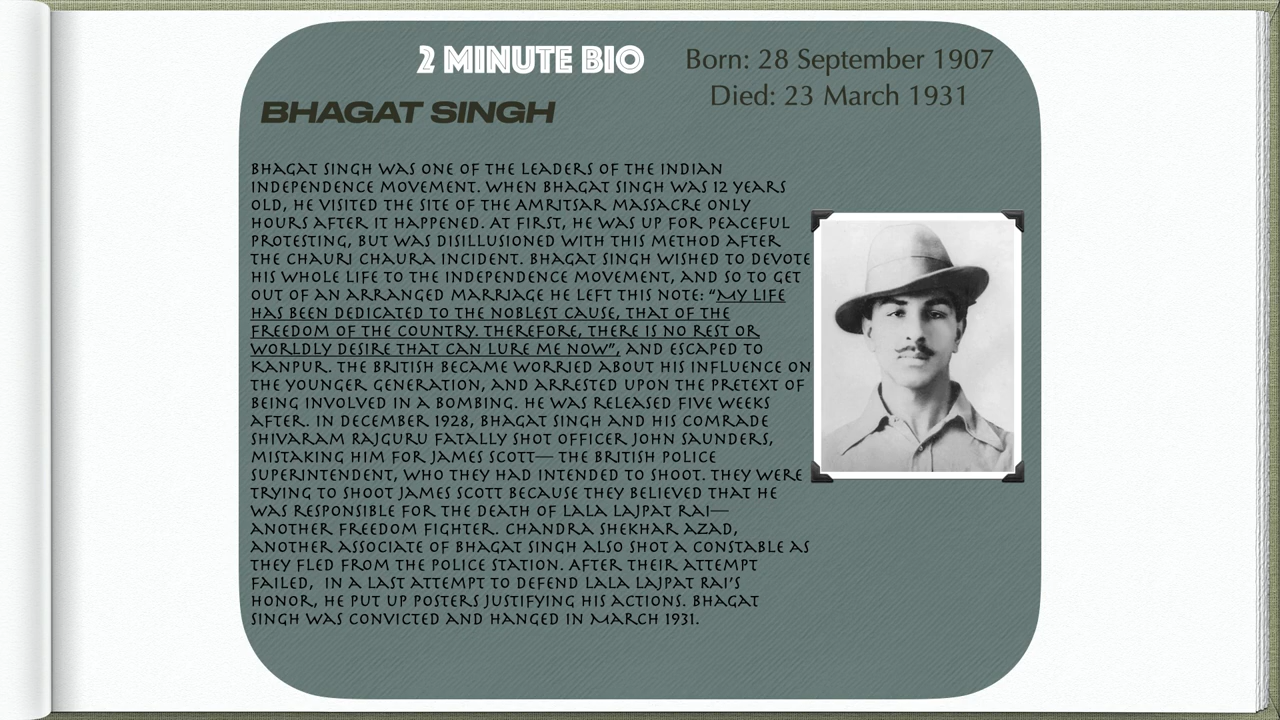 2 MINUTE BIO
Born: 28 September 1907
Died: 23 March 1931
BHAGAT SINGH
BHAGAT SINGH WAS ONE OF THE LEADERS OF THE INDIAN
INDEPENDENCE MOVEMENT. WHEN BHAGAT SINGH WAS 12 YEARS
OLD, HE VISITED THE SITE OF THE AMRITSAR MASSACRE ONLY
HOURS AFTER IT HAPPENED. AT FIRST, HE WAS UP FOR PEACEFUL
PROTESTING, BUT WAS DISILLUSIONED WITH THIS METHOD AFTER
THE CHAURI CHAURA INCIDENT. BHAGAT SINGH WISHED TO DEVOTE
HIS WHOLE LIFE TO THE INDEPENDENCE MOVEMENT, AND SO TO GET
OUT OF AN ARRANGED MARRIAGE HE LEFT THIS NOTE: “MY LIFE
HAS BEEN DEDICATED TO THE NOBLEST CAUSE, THAT OF THE
FREEDOM OF THE COUNTRY. THEREFORE, THERE IS NO REST OR
WORLDLY DESIRE THAT CAN LURE ME NOW”, AND ESCAPED TO
KANPUR. THE BRITISH BECAME WORRIED ABOUT HIS INFLUENCE ON
THE YOUNGER GENERATION, AND ARRESTED UPON THE PRETEXT OF
BEING INVOLVED IN A BOMBING. HE WAS RELEASED FIVE WEEKS
AFTER. IN DECEMBER 1928, BHAGAT SINGH AND HIS COMRADE
SHIVARAM RAJGURU FATALLY SHOT OFFICER JOHN SAUNDERS,
MISTAKING HIM FOR JAMES SCOTT— THE BRITISH POLICE
SUPERINTENDENT, WHO THEY HAD INTENDED TO SHOOT. THEY WERE
TRYING TO SHOOT JAMES SCOTT BECAUSE THEY BELIEVED THAT HE
WAS RESPONSIBLE FOR THE DEATH OF LALA LAJPAT RAI—
ANOTHER FREEDOM FIGHTER. CHANDRA SHEKHAR AZAD,
ANOTHER ASSOCIATE OF BHAGAT SINGH ALSO SHOT A CONSTABLE AS
THEY FLED FROM THE POLICE STATION. AFTER THEIR ATTEMPT
FAILED,  IN A LAST ATTEMPT TO DEFEND LALA LAJPAT RAI’S
HONOR, HE PUT UP POSTERS JUSTIFYING HIS ACTIONS. BHAGAT
SINGH WAS CONVICTED AND HANGED IN MARCH 1931.